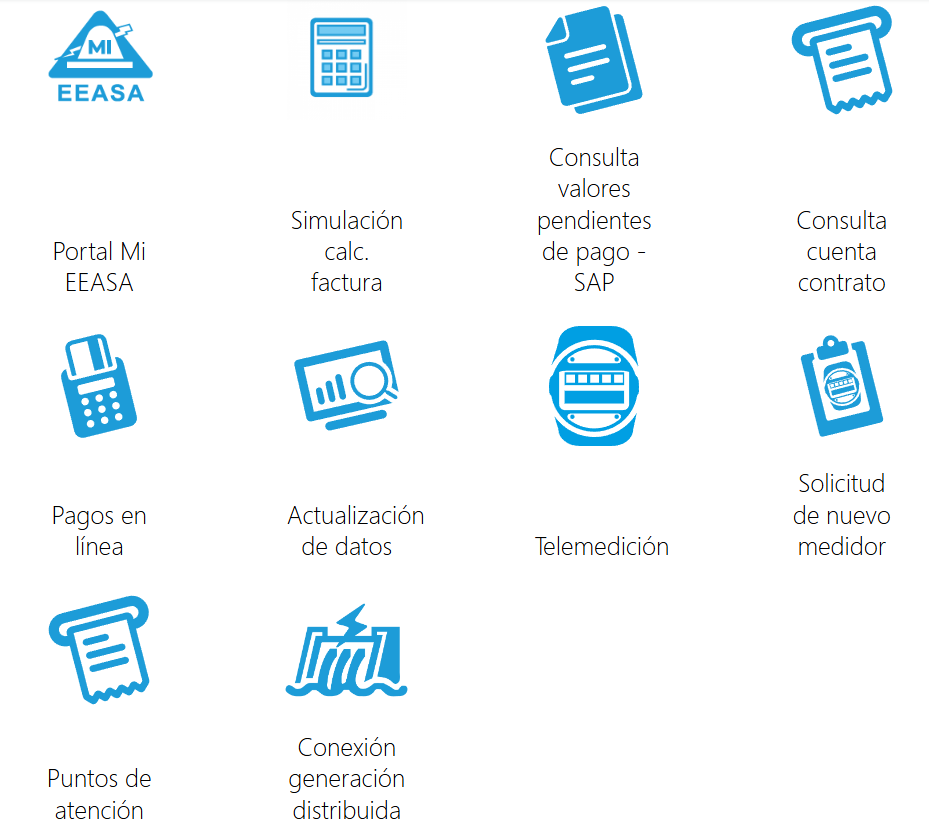 MI
EEASA
Portal Mi
EEASA
Simulación
calc.
factura
Consulta
valores
pendientes
de pago -
SAP
Consulta
cuenta
contrato
Pagos en
línea
Actualización
de datos
Telemedición
Solicitud
de nuevo
medidor
Puntos de
atención
Conexión
generación
distribuida